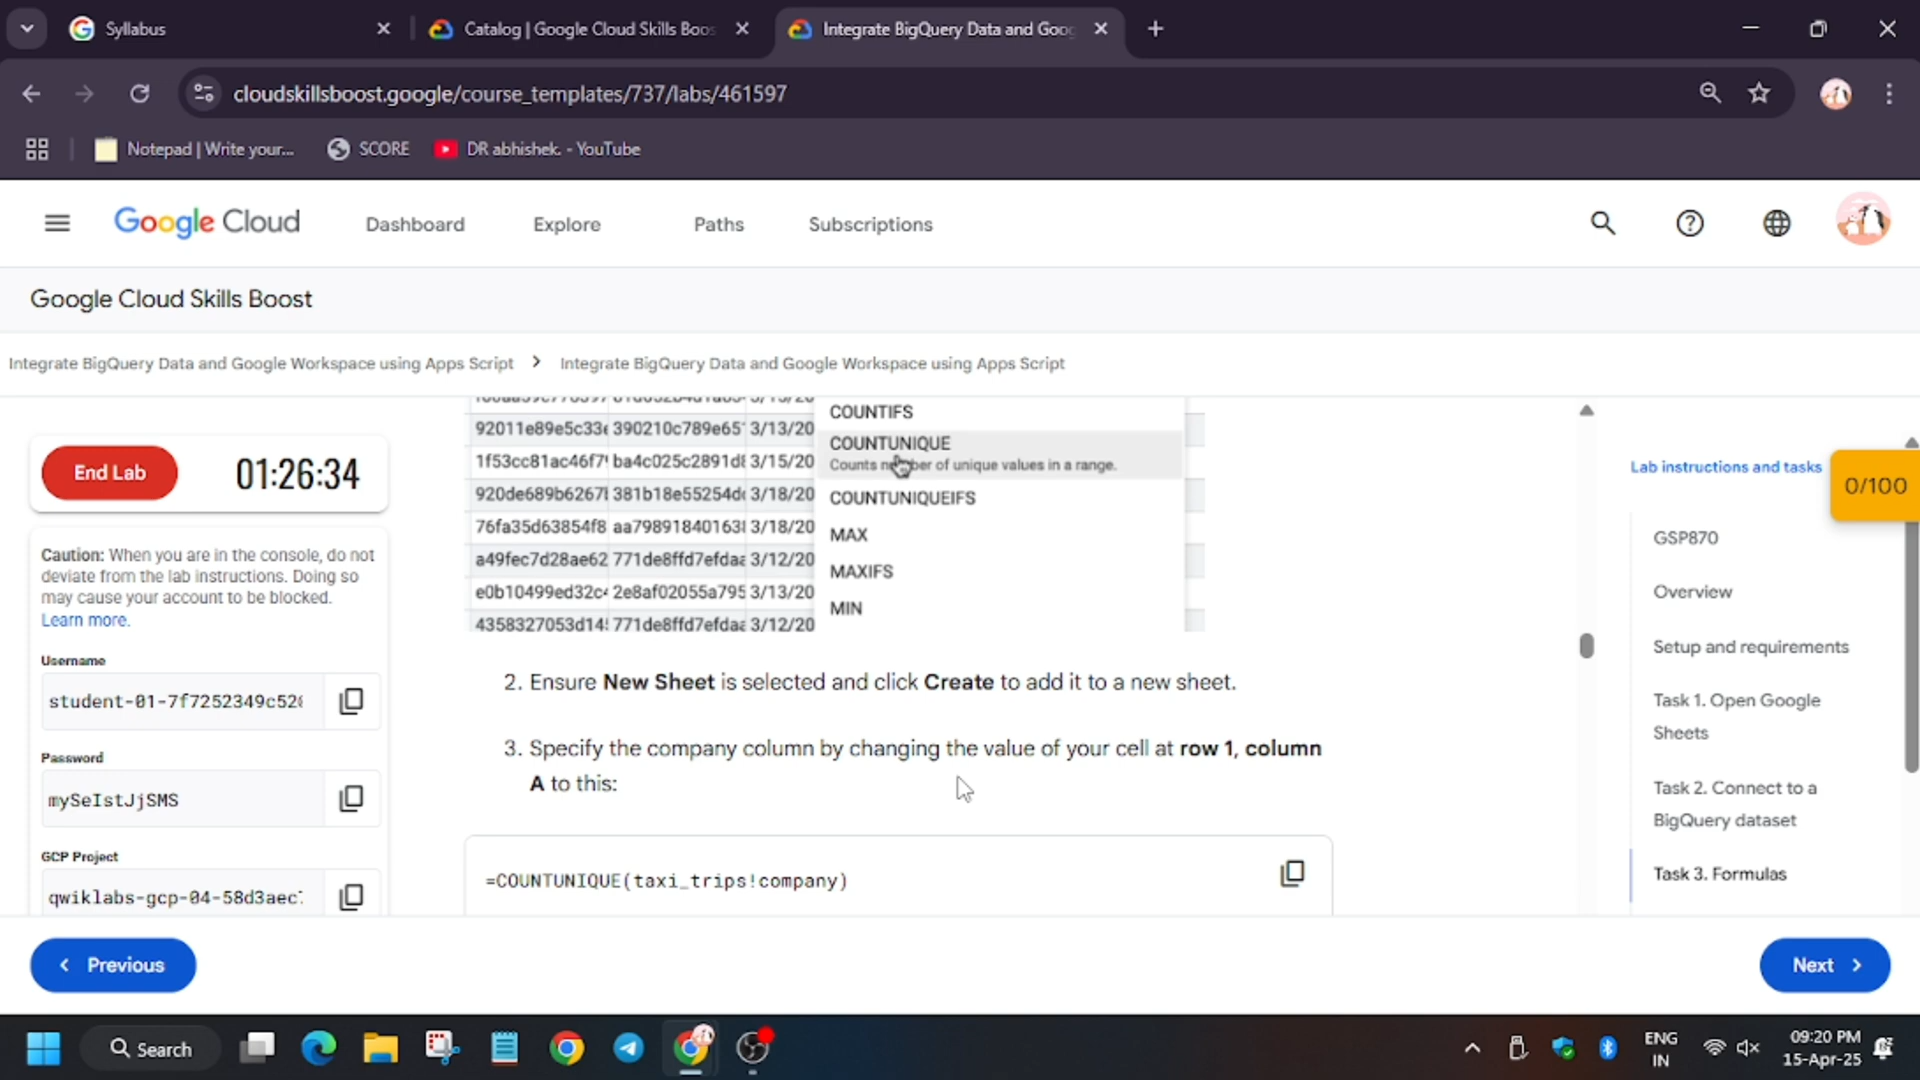 Syllabus
Catalog | Google Cloud Skills Boos
Integrate BigQuery Data and Goog
cloudskillsboost.google/course_templates/737/labs/461597
Notepad | Write your...
SCORE
DR abhishek. - YouTube
Google Cloud
Dashboard
Explore
Paths
Subscriptions
Google Cloud Skills Boost
Integrate BigQuery Data and Google Workspace using Apps Script
Integrate BigQuery Data and Google Workspace using Apps Script
End Lab
01:26:34
Caution: When you are in the console, do not
deviate from the lab instructions. Doing so
may cause your account to be blocked.
Learn more.
Username
student-01-7f7252349c528
Password
mySeIstJjSMS
GCP Project
qwiklabs-gcp-04-58d3aec
92011e89e5c33e 390210c789e65 3/13/20
1f53cc81ac46f7 ba4c025c2891d 3/15/20
920de689b6267 381b18e55254d 3/18/20
76fa35d63854f8 aa79891840163 3/18/20
a49fec7d28ae62 771de8ffd7efdaa 3/12/20
e0b10499ed32c 2e8af02055a795 3/13/20
4358327053d14 771de8ffd7efdaa 3/12/20
COUNTIFS
COUNTUNIQUE
Counts number of unique values in a range.
COUNTUNIQUEIFS
MAX
MAXIFS
MIN
2. Ensure New Sheet is selected and click Create to add it to a new sheet.
3. Specify the company column by changing the value of your cell at row 1, column
A to this:
=COUNTUNIQUE(taxi_trips!company)
Lab instructions and tasks
0/100
GSP870
Overview
Setup and requirements
Task 1. Open Google
Sheets
Task 2. Connect to a
BigQuery dataset
Task 3. Formulas
Previous
Next
Search
ENG
IN
09:20 PM
15-Apr-25